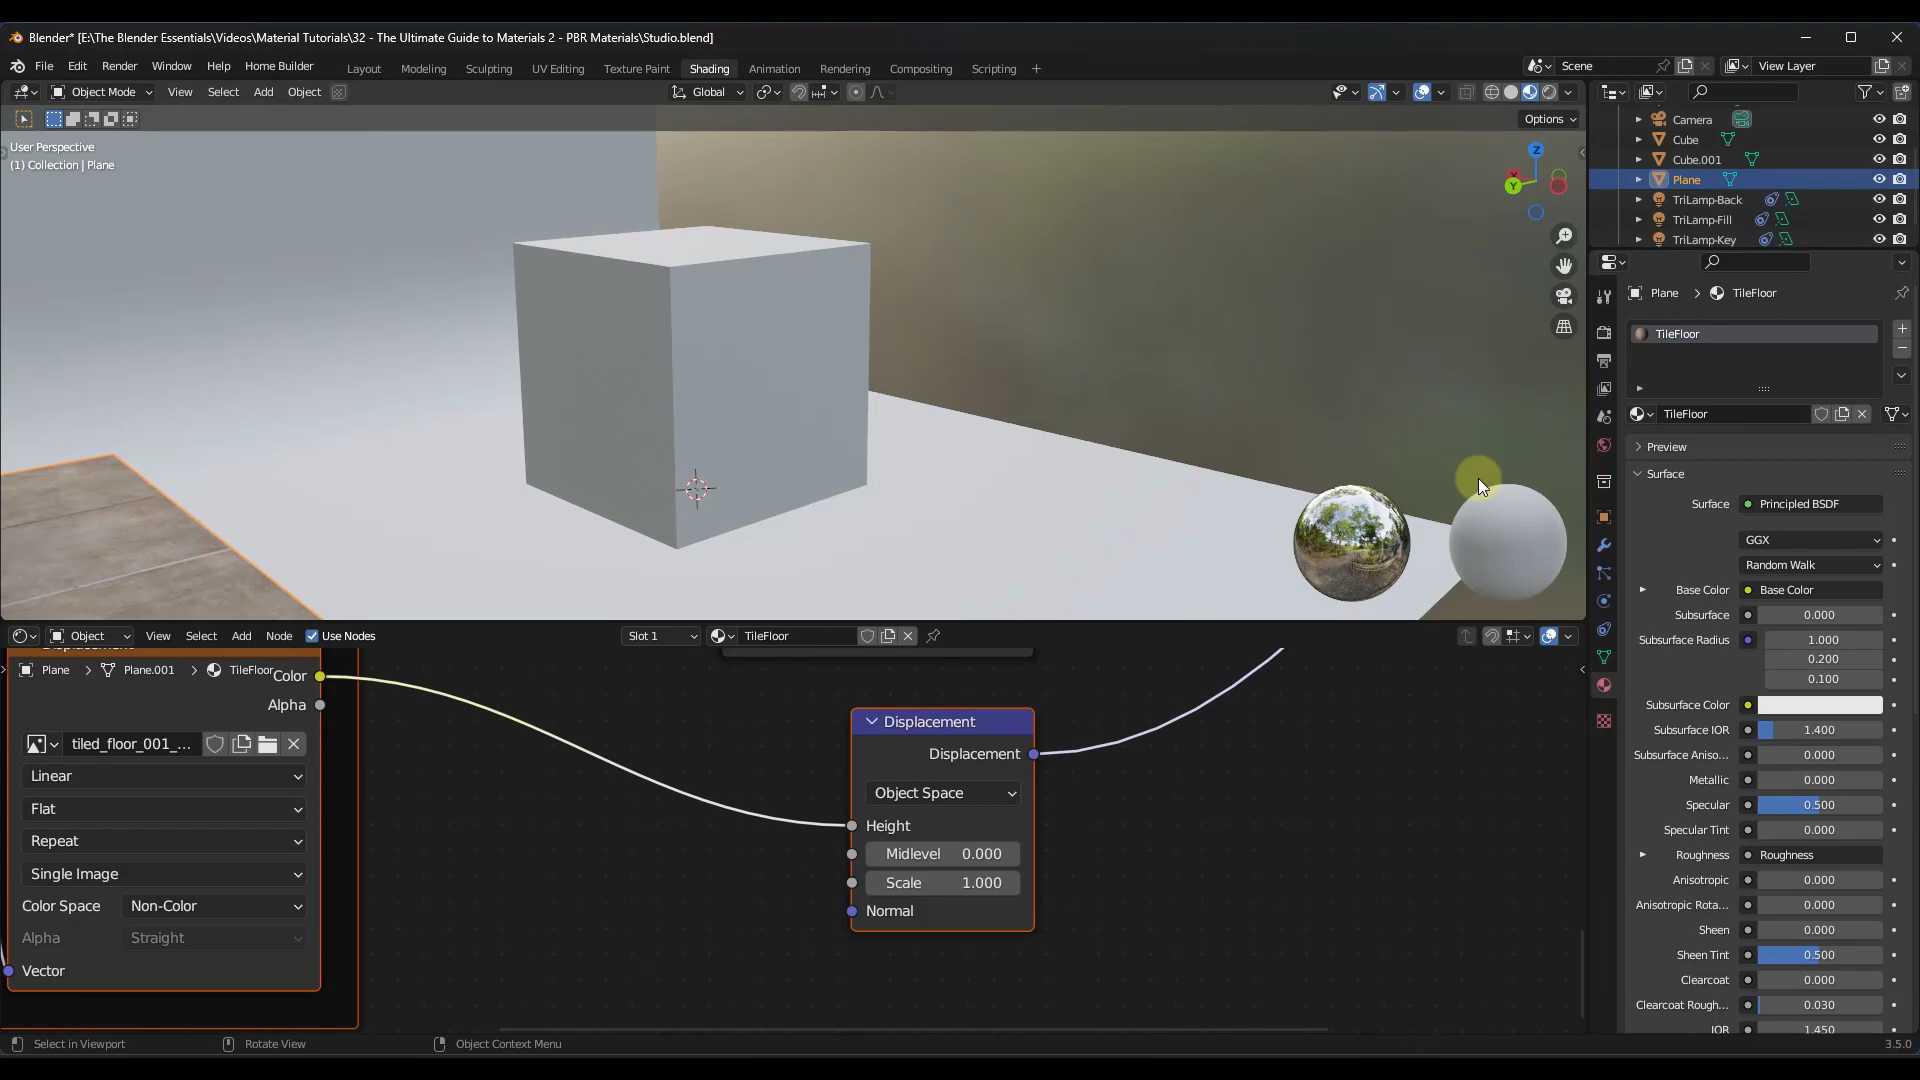 Blender* [E:\The Blender Essentials\Videos\Material Tutorials\32 - The Ultimate Guide to Materials 2 - PBR Materials\Studio.blend]
File Edit Render Window Help Home Builder Layout Modeling Sculpting UV Editing Texture Paint Shading Animation Rendering Compositing Scripting + Scene View Layer
Object Mode View Select Add Object Global
Options
User Perspective
(1) Collection | Plane
Z
Y
X
Camera
Cube
Cube.001
Plane
TriLamp-Back
TriLamp-Fill
TriLamp-Key
Plane > TileFloor
TileFloor
TileFloor
Preview
Surface
Surface Principled BSDF
GGX
Random Walk
Base Color Base Color
Subsurface 0.000
Subsurface Radius 1.000
0.200
0.100
Subsurface Color
Subsurface IOR 1.400
Subsurface Aniso... 0.000
Metallic 0.000
Specular 0.500
Specular Tint 0.000
Roughness Roughness
Anisotropic 0.000
Anisotropic Rota... 0.000
Sheen 0.000
Sheen Tint 0.500
Clearcoat 0.000
Clearcoat Rough... 0.030
IOR 1.450
Object View Select Add Node Use Nodes Slot 1 TileFloor
Plane > Plane.001 > TileFloor
Color
Alpha
tiled_floor_001_...
Linear
Flat
Repeat
Single Image
Color Space Non-Color
Alpha Straight
Vector
Displacement
Displacement
Object Space
Height
Midlevel 0.000
Scale 1.000
Normal
Select in Viewport Rotate View Object Context Menu 3.5.0